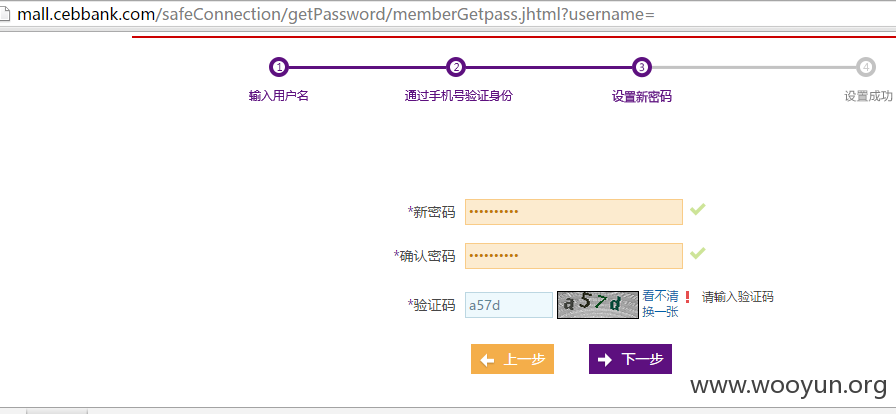 mall.cebbank.com/safeConnection/getPassword/memberGetpass.jhtml?username=
1 2 3 4
输入用户名 通过手机号验证身份 设置新密码 设置成功
*新密码 ••••••••••
*确认密码 ••••••••••
*验证码 a57d a57d 看不清 换一张 ! 请输入验证码
上一步 下一步
www.wooyun.org